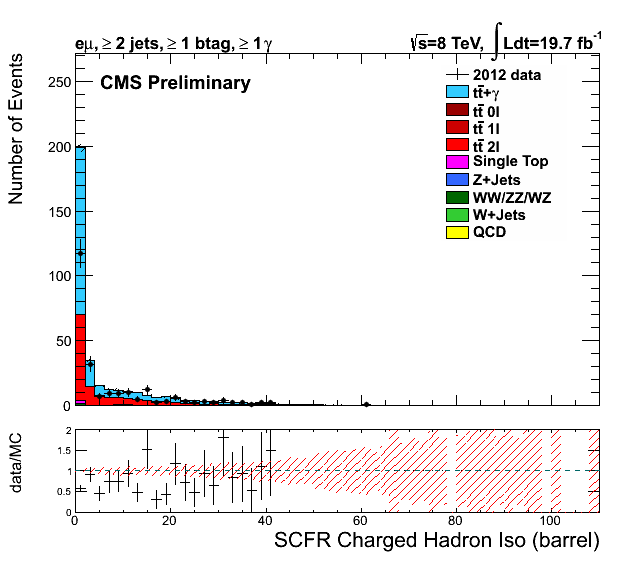 eμ, ≥ 2 jets, ≥ 1 btag, ≥ 1γ
√s=8 TeV, ∫Ldt=19.7 fb⁻¹
CMS Preliminary
2012 data
tt̄+γ
tt̄ 0l
tt̄ 1l
tt̄ 2l
Single Top
Z+Jets
WW/ZZ/WZ
W+Jets
QCD
Number of Events
250
200
150
100
50
0
data/MC
2
1.5
1
0.5
0
0 20 40 60 80 100
SCFR Charged Hadron Iso (barrel)